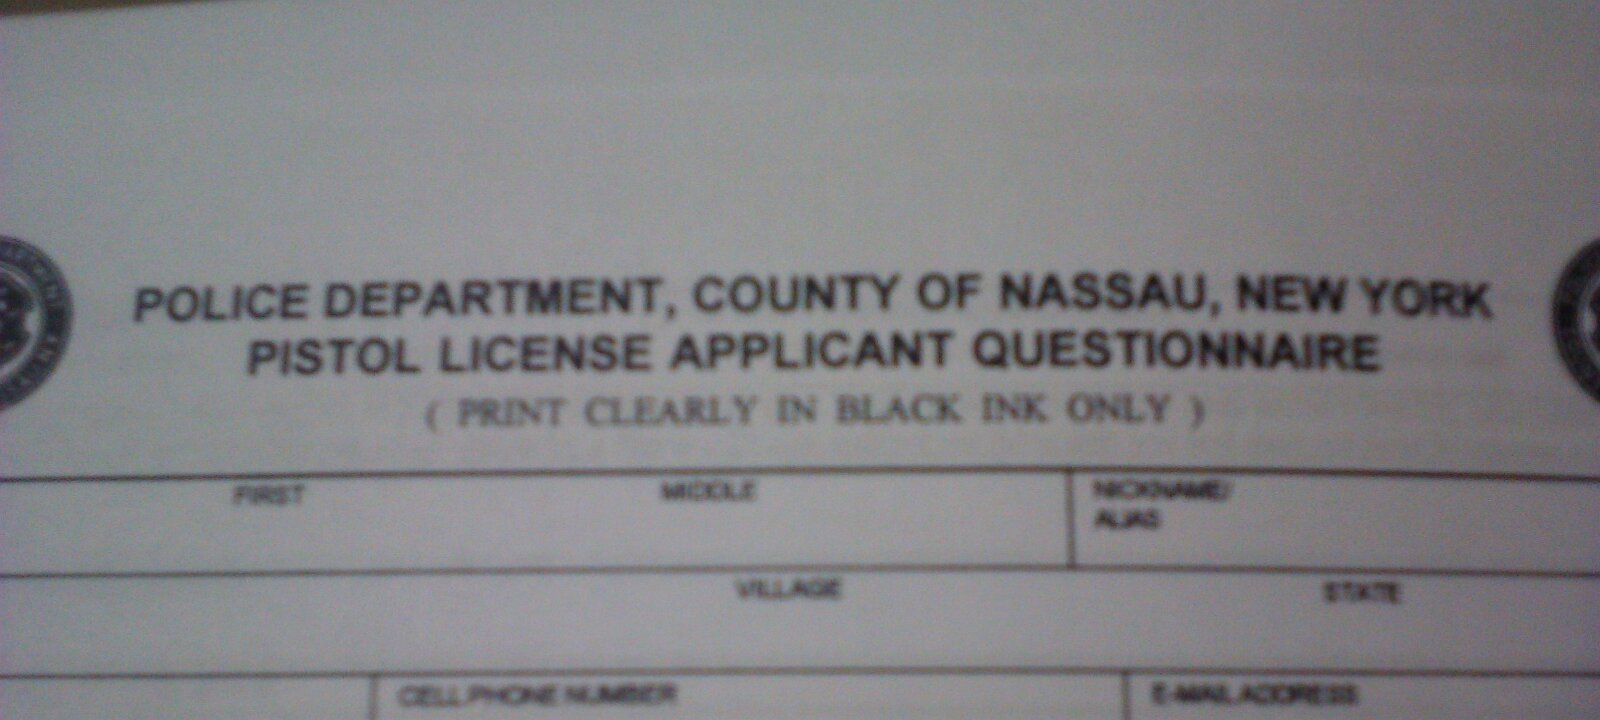 POLICE DEPARTMENT, COUNTY OF NASSAU, NEW YORK
PISTOL LICENSE APPLICANT QUESTIONNAIRE
( PRINT CLEARLY IN BLACK INK ONLY )
FIRST MIDDLE NICKNAME/
ALIAS
VILLAGE STATE
CELL PHONE NUMBER E-MAIL ADDRESS